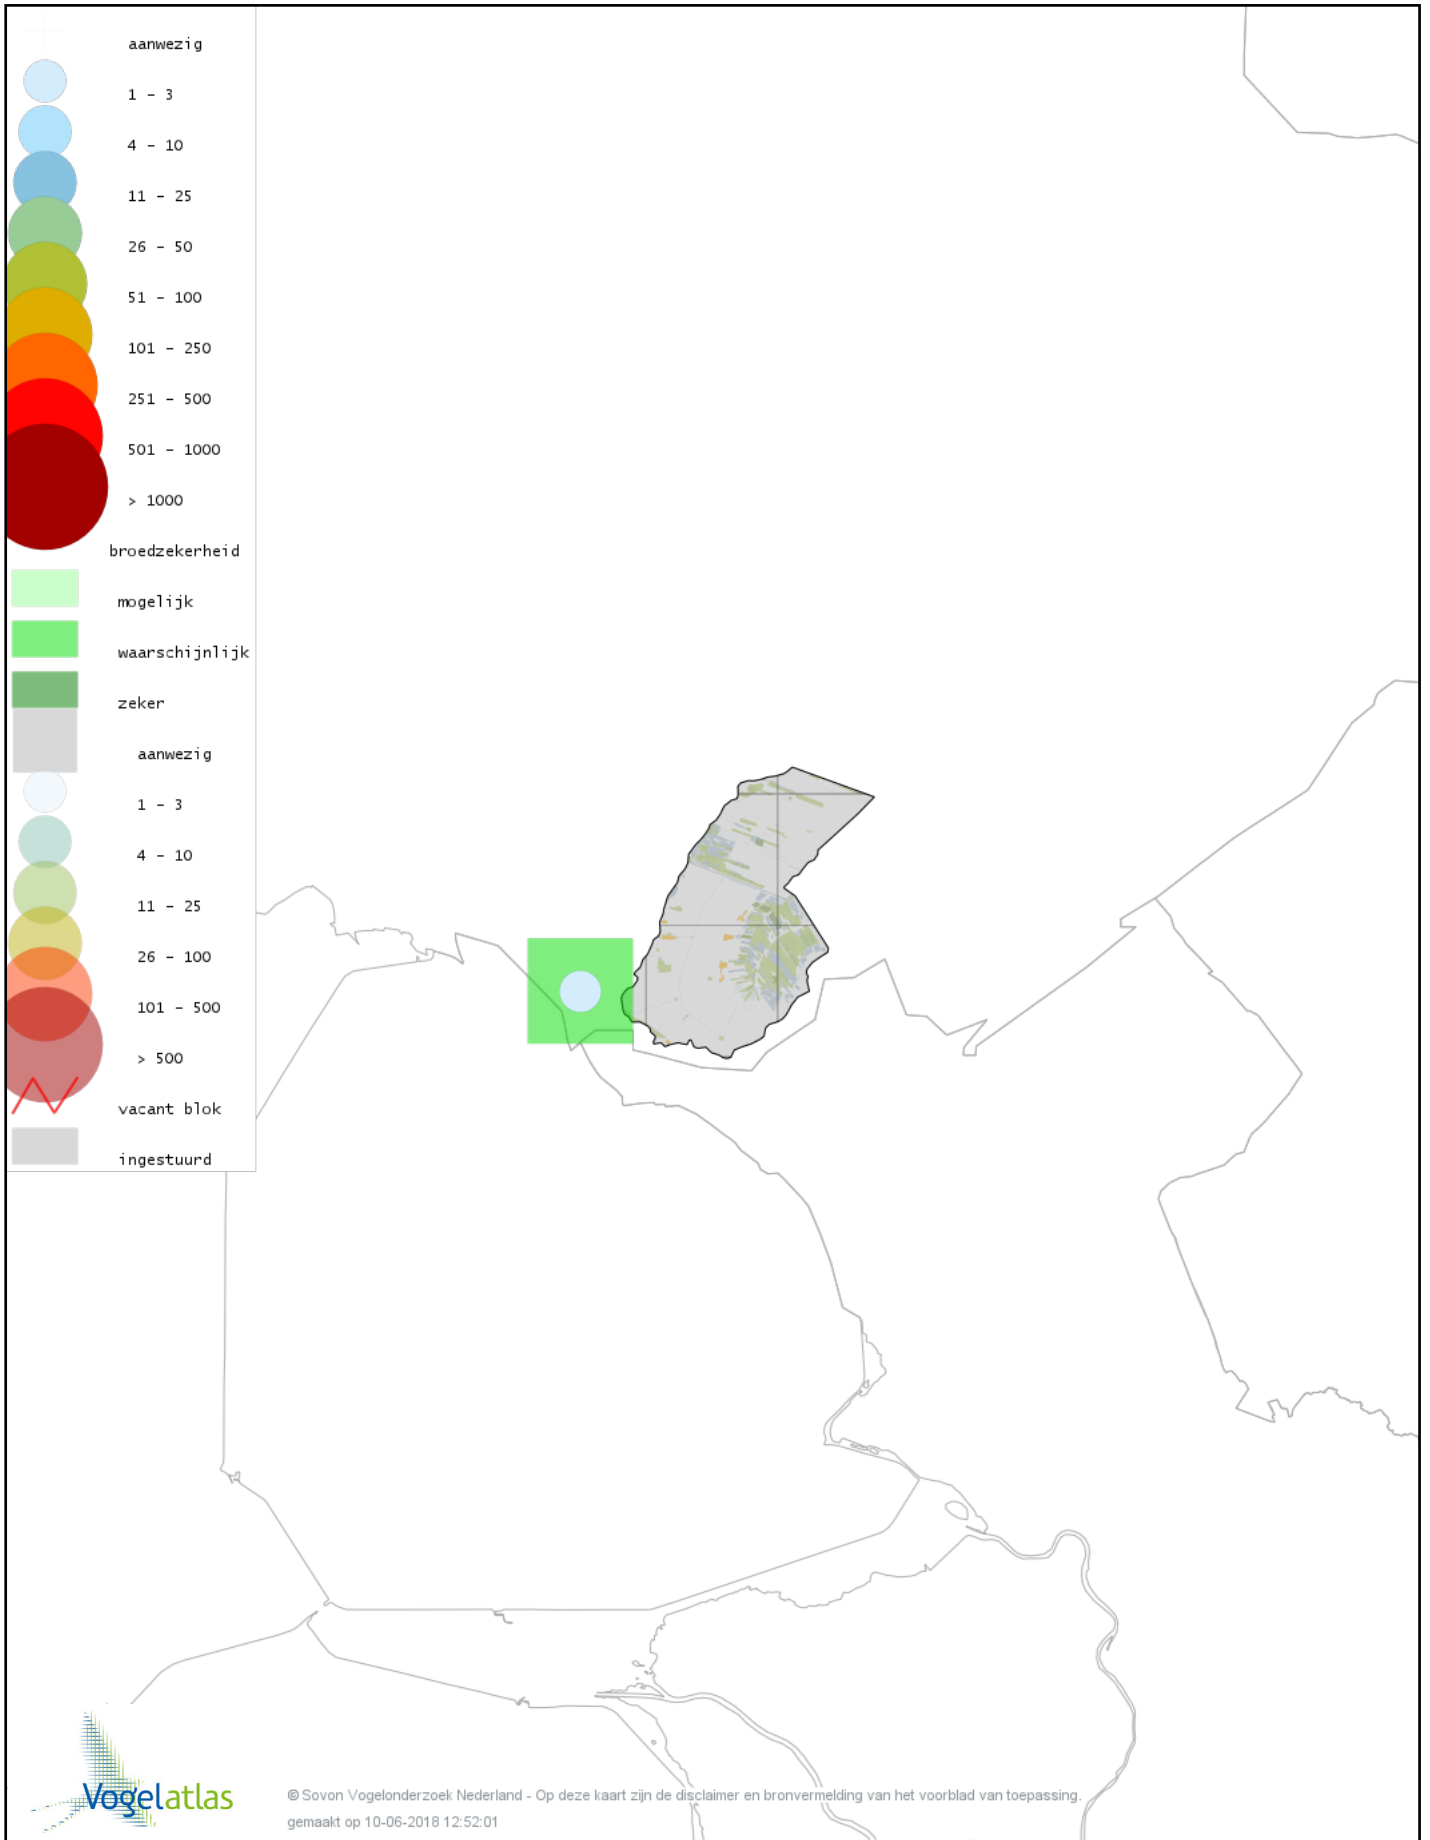 aanwezig
1 - 3
4 - 10
11 - 25
26 - 50
51 - 100
101 - 250
251 - 500
501 - 1000
> 1000
broedzekerheid
mogelijk
waarschijnlijk
zeker
aanwezig
1 - 3
4 - 10
11 - 25
26 - 100
101 - 500
> 500
vacant blok
ingestuurd
Vogelatlas
© Sovon Vogelonderzoek Nederland - Op deze kaart zijn de disclaimer en bronvermelding van het voorblad van toepassing.
gemaakt op 10-06-2018 12:52:01